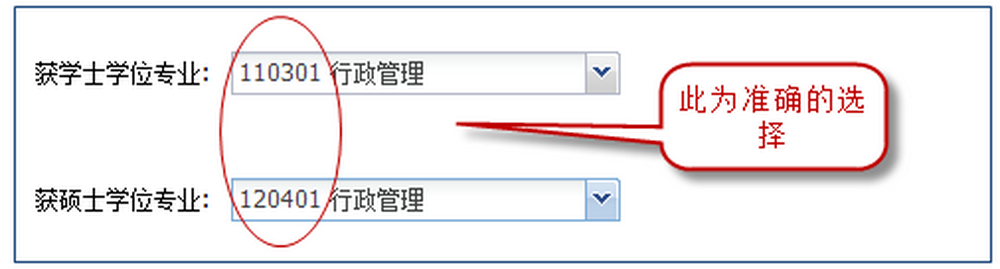 获学士学位专业： 110301 行政管理
此为准确的选
择
获硕士学位专业： 120401 行政管理